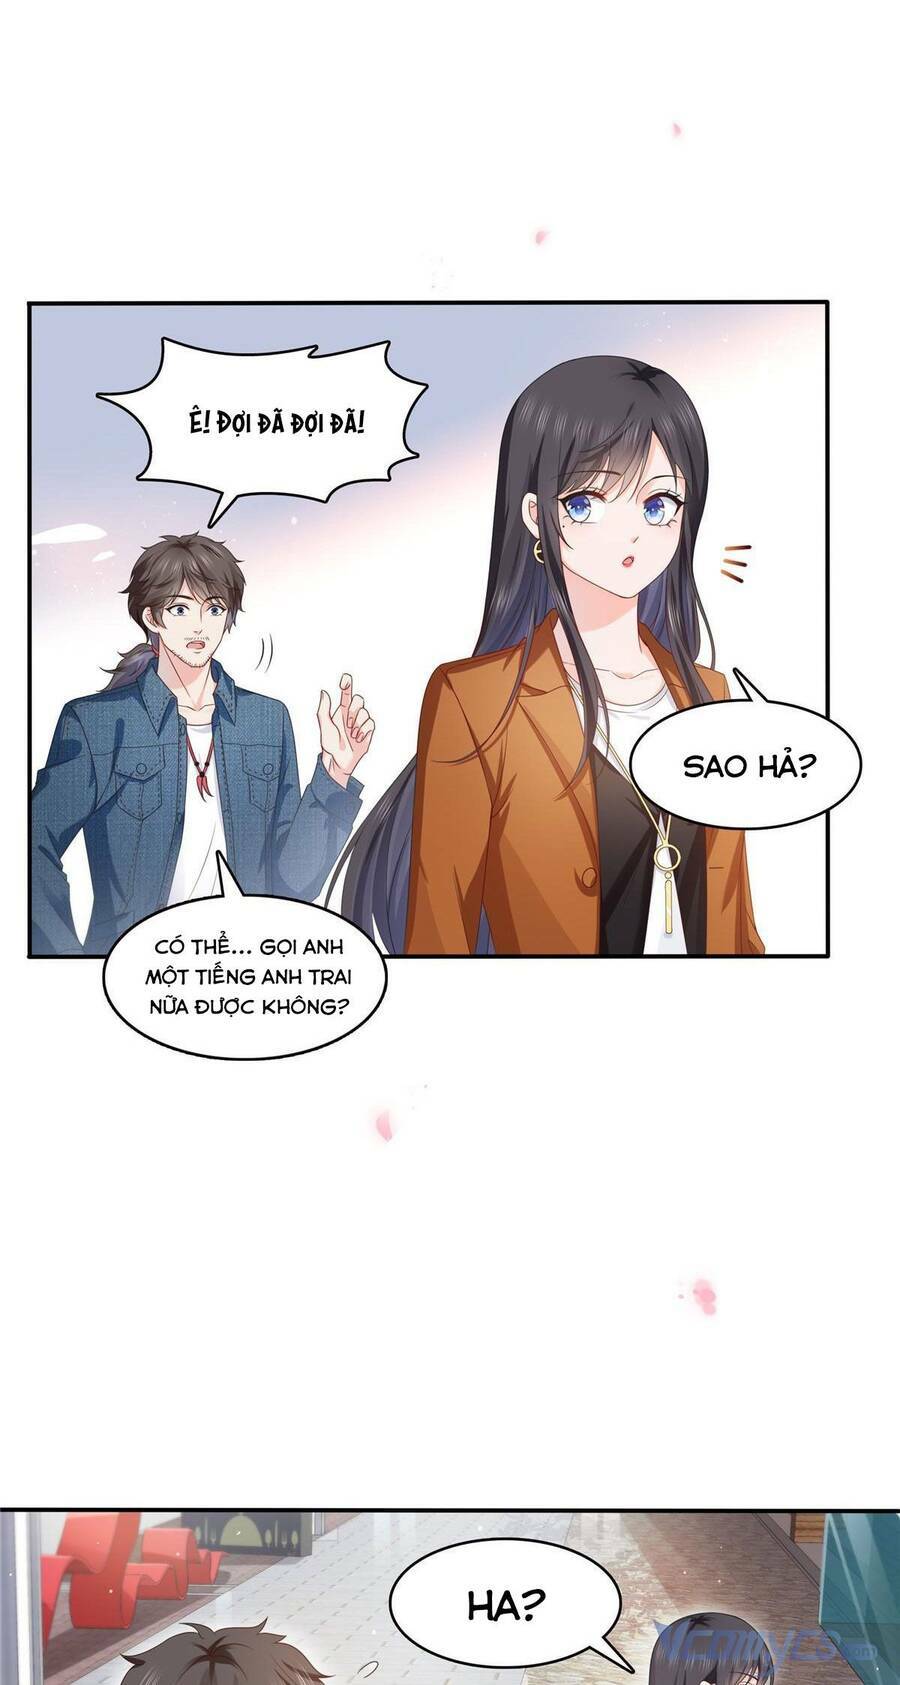 Ê! ĐỢI ĐÃ ĐỢI ĐÃ!
SAO HẢ?
CÓ THỂ... GỌI ANH
MỘT TIẾNG ANH TRAI
NỮA ĐƯỢC KHÔNG?
HA?